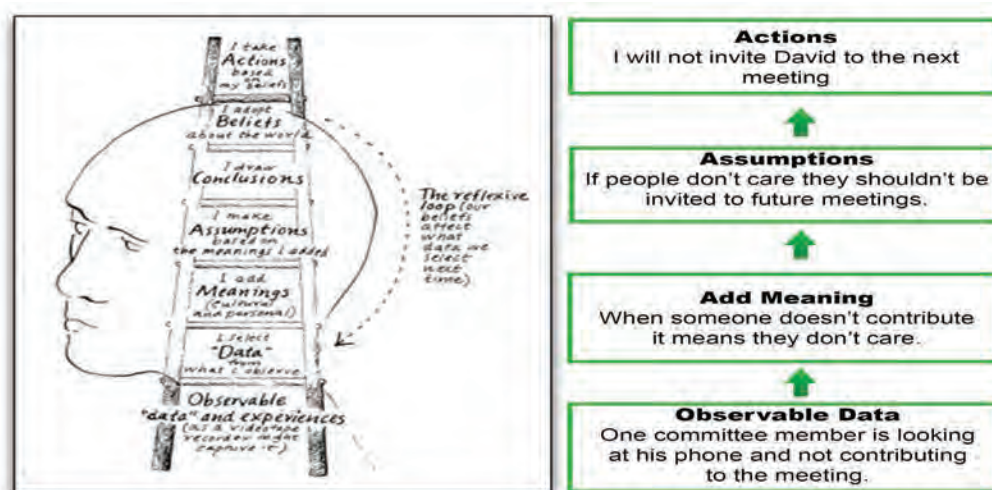 I take
Actions
based
on
my beliefs
I adopt
Beliefs
about the world
I draw
Conclusions
I make
Assumptions
based on
the meanings I added
I add
Meanings
(Cultural
and personal)
I select
"Data"
from
what I observe
Observable
"data" and experiences
(as a videotape
recorder might
capture it)
The reflexive
loop (our
beliefs
affect
what
data we
select
next
time)
Actions
I will not invite David to the next
meeting
Assumptions
If people don't care they shouldn't be
invited to future meetings.
Add Meaning
When someone doesn't contribute
it means they don't care.
Observable Data
One committee member is looking
at his phone and not contributing
to the meeting.